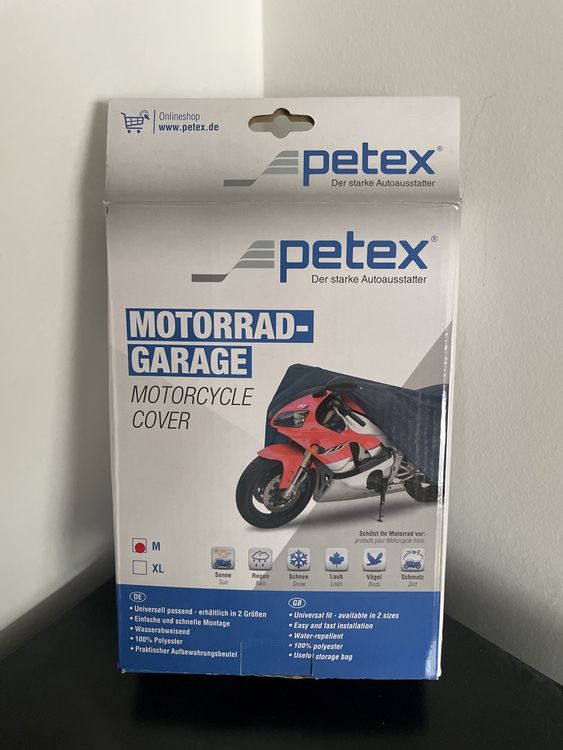 Onlineshop
www.petex.de
petex®
Der starke Autoausstatter
petex®
Der starke Autoausstatter
MOTORRAD-
GARAGE
MOTORCYCLE
COVER
M
XL
Schützt Ihr Motorrad vor:
protects your Motorcycle from:
Sonne Regen Schnee Laub Vögel Schmutz
Sun Rain Snow Leafs Birds Dirt
DE
• Universell passend - erhältlich in 2 Größen
• Einfache und schnelle Montage
• Wasserabweisend
• 100% Polyester
• Praktischer Aufbewahrungsbeutel
GB
• Universal fit - available in 2 sizes
• Easy and fast installation
• Water-repellent
• 100% polyester
• Useful storage bag